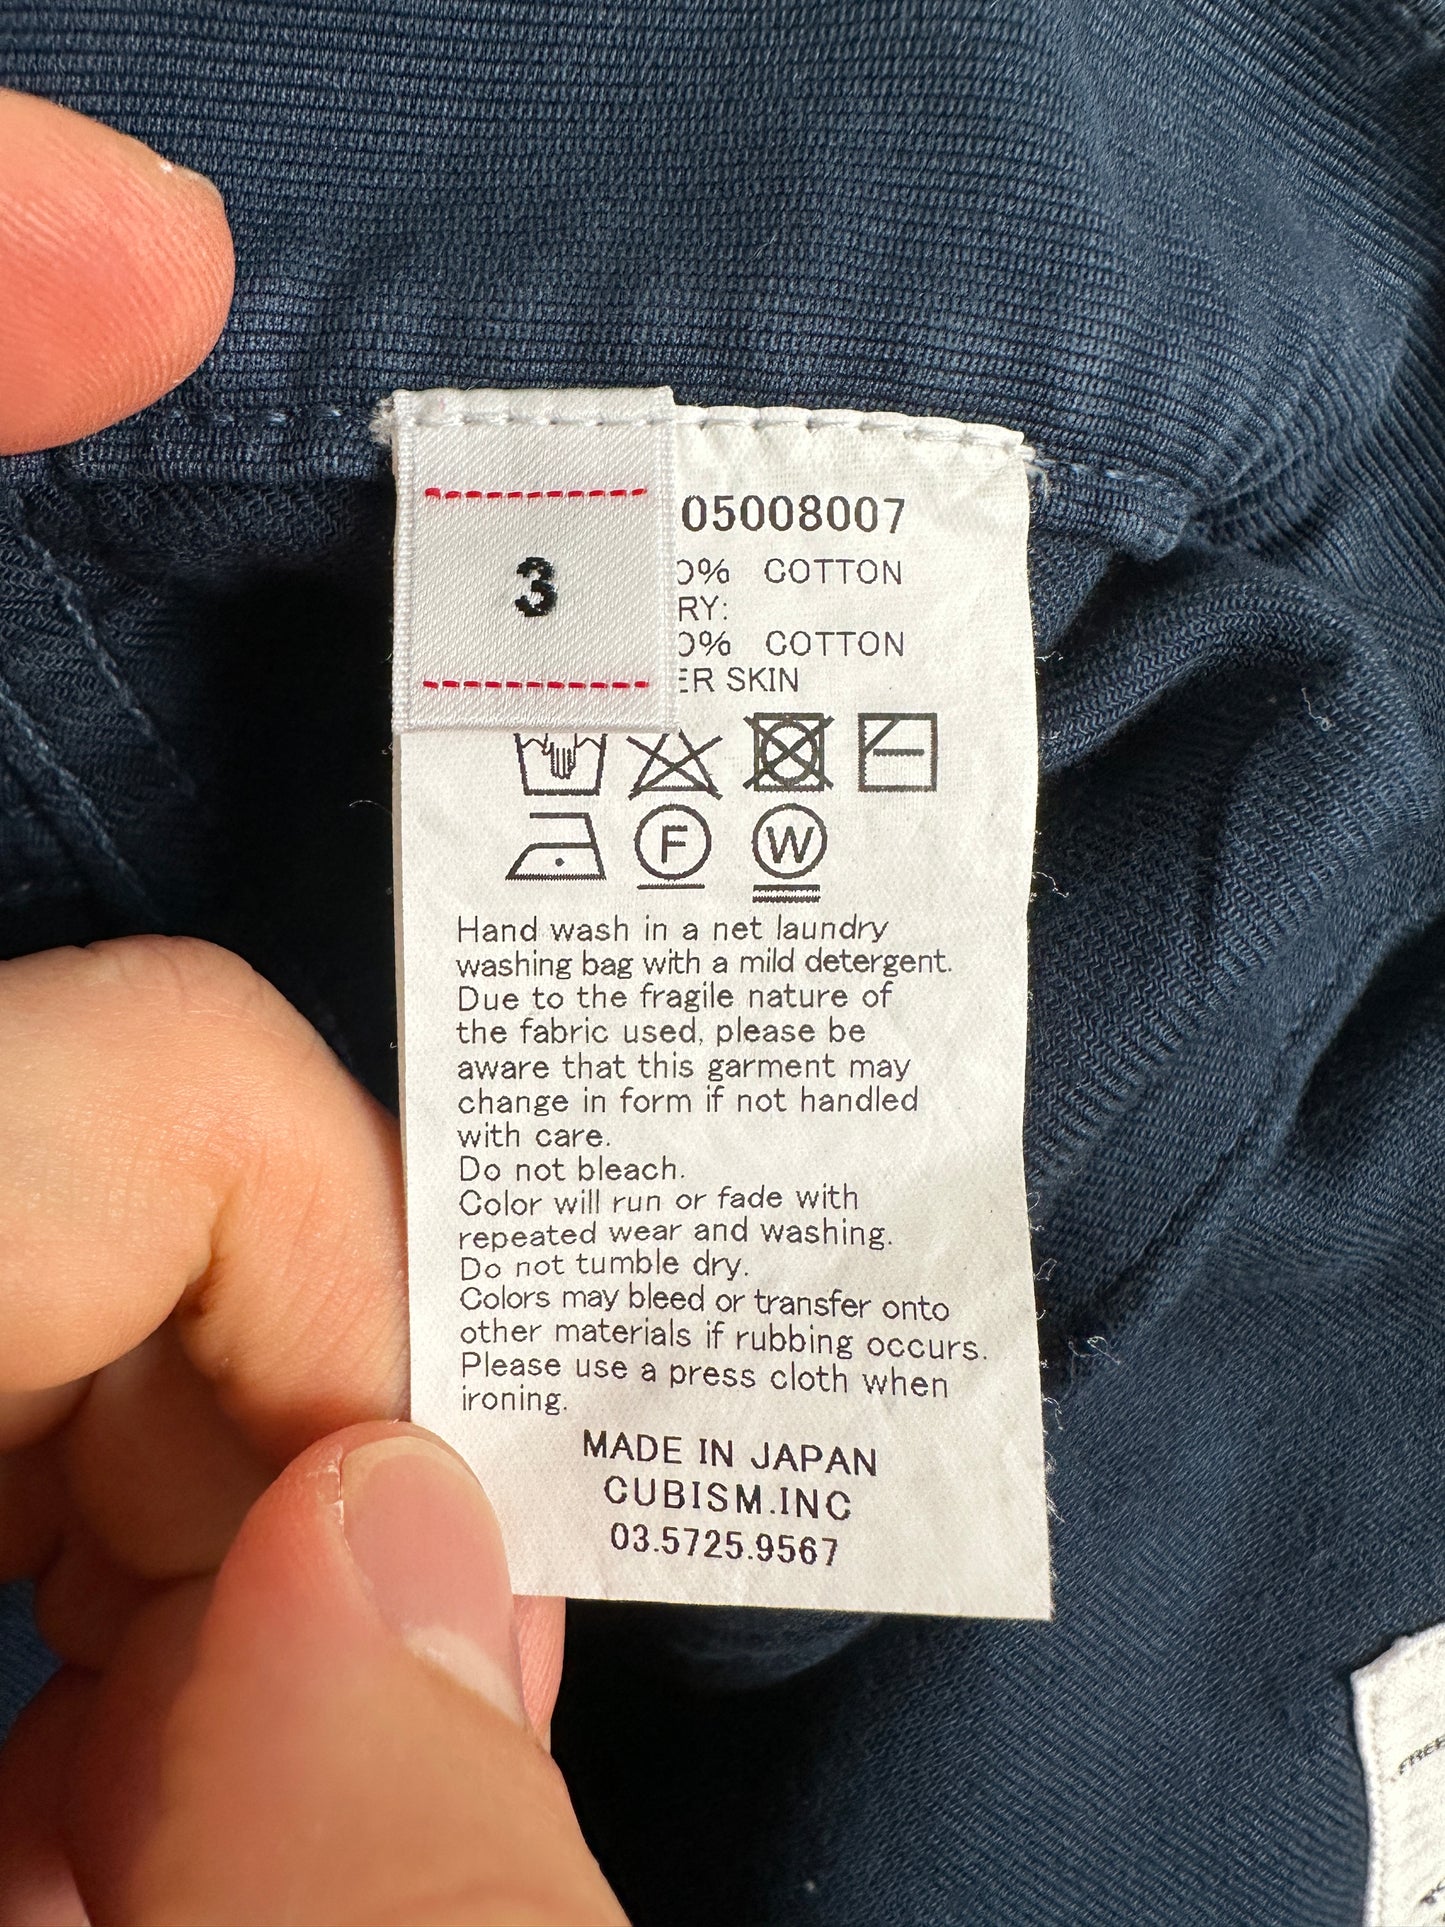 3
05008007
0% COTTON
RY:
0% COTTON
ER SKIN
F
W
Hand wash in a net laundry
washing bag with a mild detergent.
Due to the fragile nature of
the fabric used, please be
aware that this garment may
change in form if not handled
with care.
Do not bleach.
Color will run or fade with
repeated wear and washing.
Do not tumble dry.
Colors may bleed or transfer onto
other materials if rubbing occurs.
Please use a press cloth when
ironing.
MADE IN JAPAN
CUBISM.INC
03.5725.9567
FREE